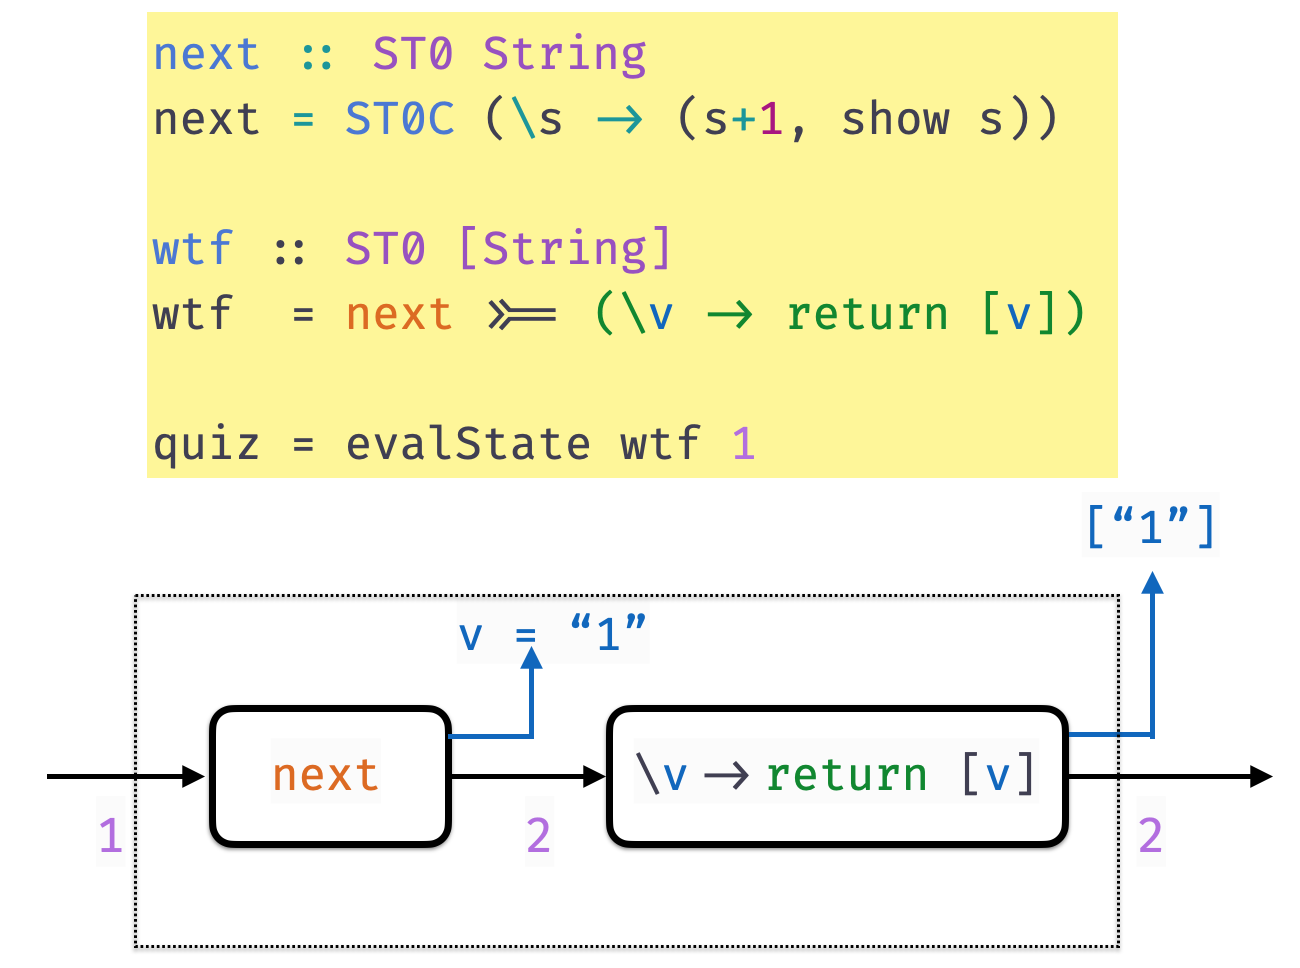 next :: ST0 String
next = ST0C (\s → (s+1, show s))
wtf :: ST0 [String]
wtf = next >>= (\v → return [v])
quiz = evalState wtf 1
[“1”]
v = “1”
next
\v → return [v]
1
2
2